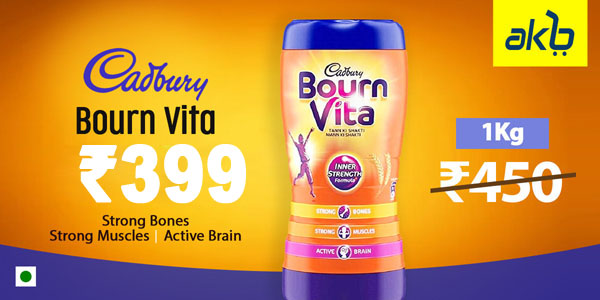 Cadbury
Bourn Vita
₹399
Strong Bones
Strong Muscles | Active Brain
Cadbury
Bourn
Vita
TANN KI SHAKTI
MANN KI SHAKTI
INNER
STRENGTH
Formula
STRONG BONES
STRONG MUSCLES
ACTIVE BRAIN
akb
1Kg
₹450